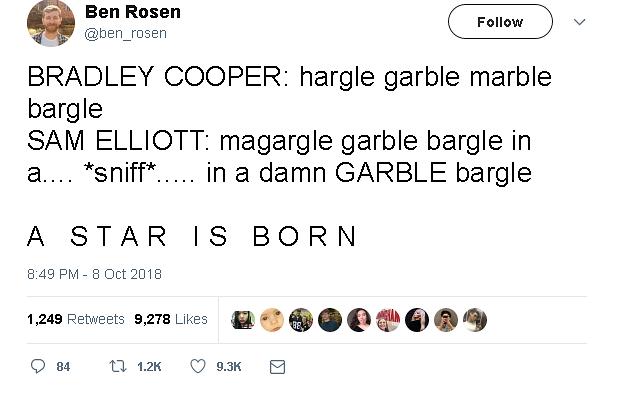 Ben Rosen
@ben_rosen
Follow
BRADLEY COOPER: hargle garble marble
bargle
SAM ELLIOTT: magargle garble bargle in
a.... *sniff*..... in a damn GARBLE bargle
A STAR IS BORN
8:49 PM - 8 Oct 2018
1,249 Retweets 9,278 Likes
84 1.2K 9.3K